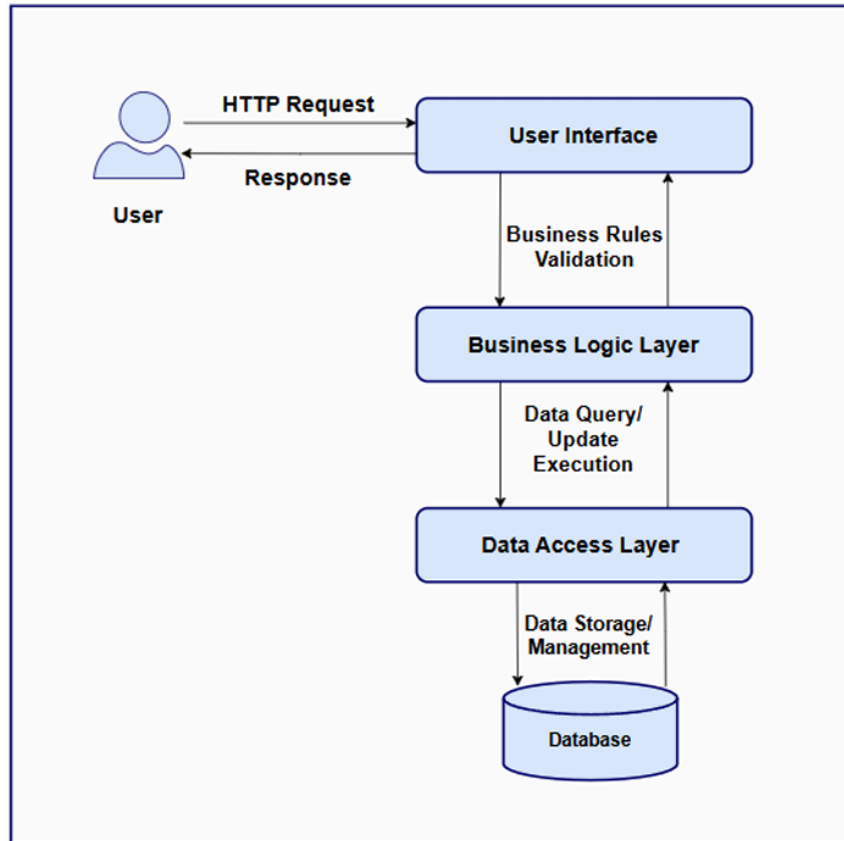 HTTP Request
User Interface
Response
User
Business Rules
Validation
Business Logic Layer
Data Query/
Update
Execution
Data Access Layer
Data Storage/
Management
Database